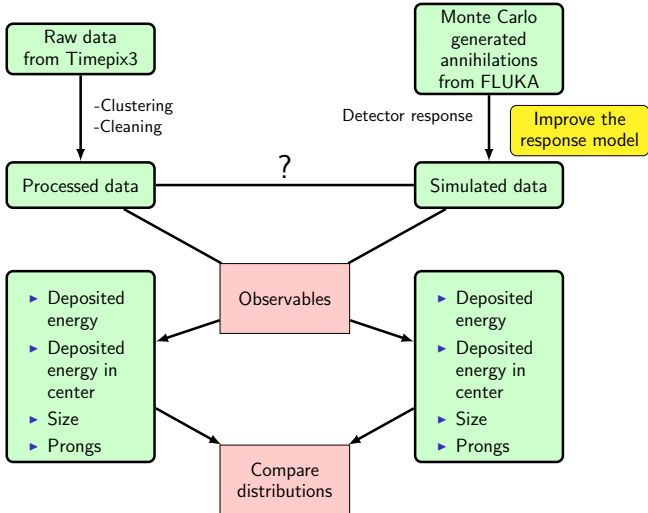 Raw data
from Timepix3
Monte Carlo
generated
annihilations
from FLUKA
-Clustering
-Cleaning
Detector response
Improve the
response model
Processed data
?
Simulated data
Observables
► Deposited
energy
► Deposited
energy in
center
► Size
► Prongs
► Deposited
energy
► Deposited
energy in
center
► Size
► Prongs
Compare
distributions